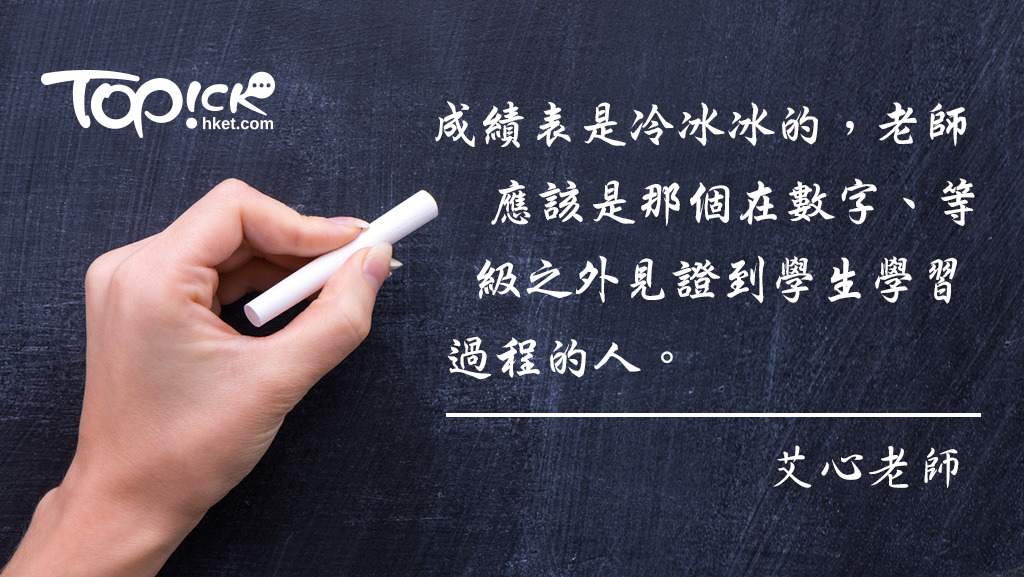 TOPick
hket.com
成績表是冷冰冰的，老師
應該是那個在數字、等
級之外見證到學生學習
過程的人。
艾心老師